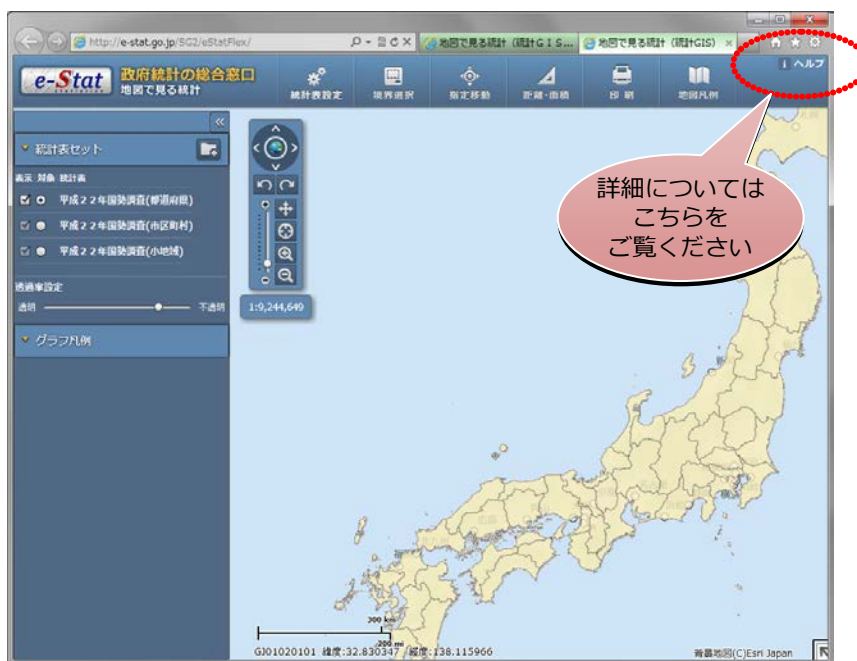 http://e-stat.go.jp/SG2/eStatFlex/
地図で見る統計 (統計GIS...
地図で見る統計 (統計GIS)
e-Stat
政府統計の総合窓口
地図で見る統計
統計表設定
境界選択
指定移動
距離・面積
印刷
地図凡例
i ヘルプ
統計表セット
表示 対象 統計表
平成22年国勢調査(都道府県)
平成22年国勢調査(市区町村)
平成22年国勢調査(小地域)
透過率設定
透明
不透明
グラフ凡例
1:9,244,649
詳細については
こちらを
ご覧ください
300 km
200 mi
GJ01020101 緯度:32.830347 経度:138.115966
背景地図(C)Esri Japan